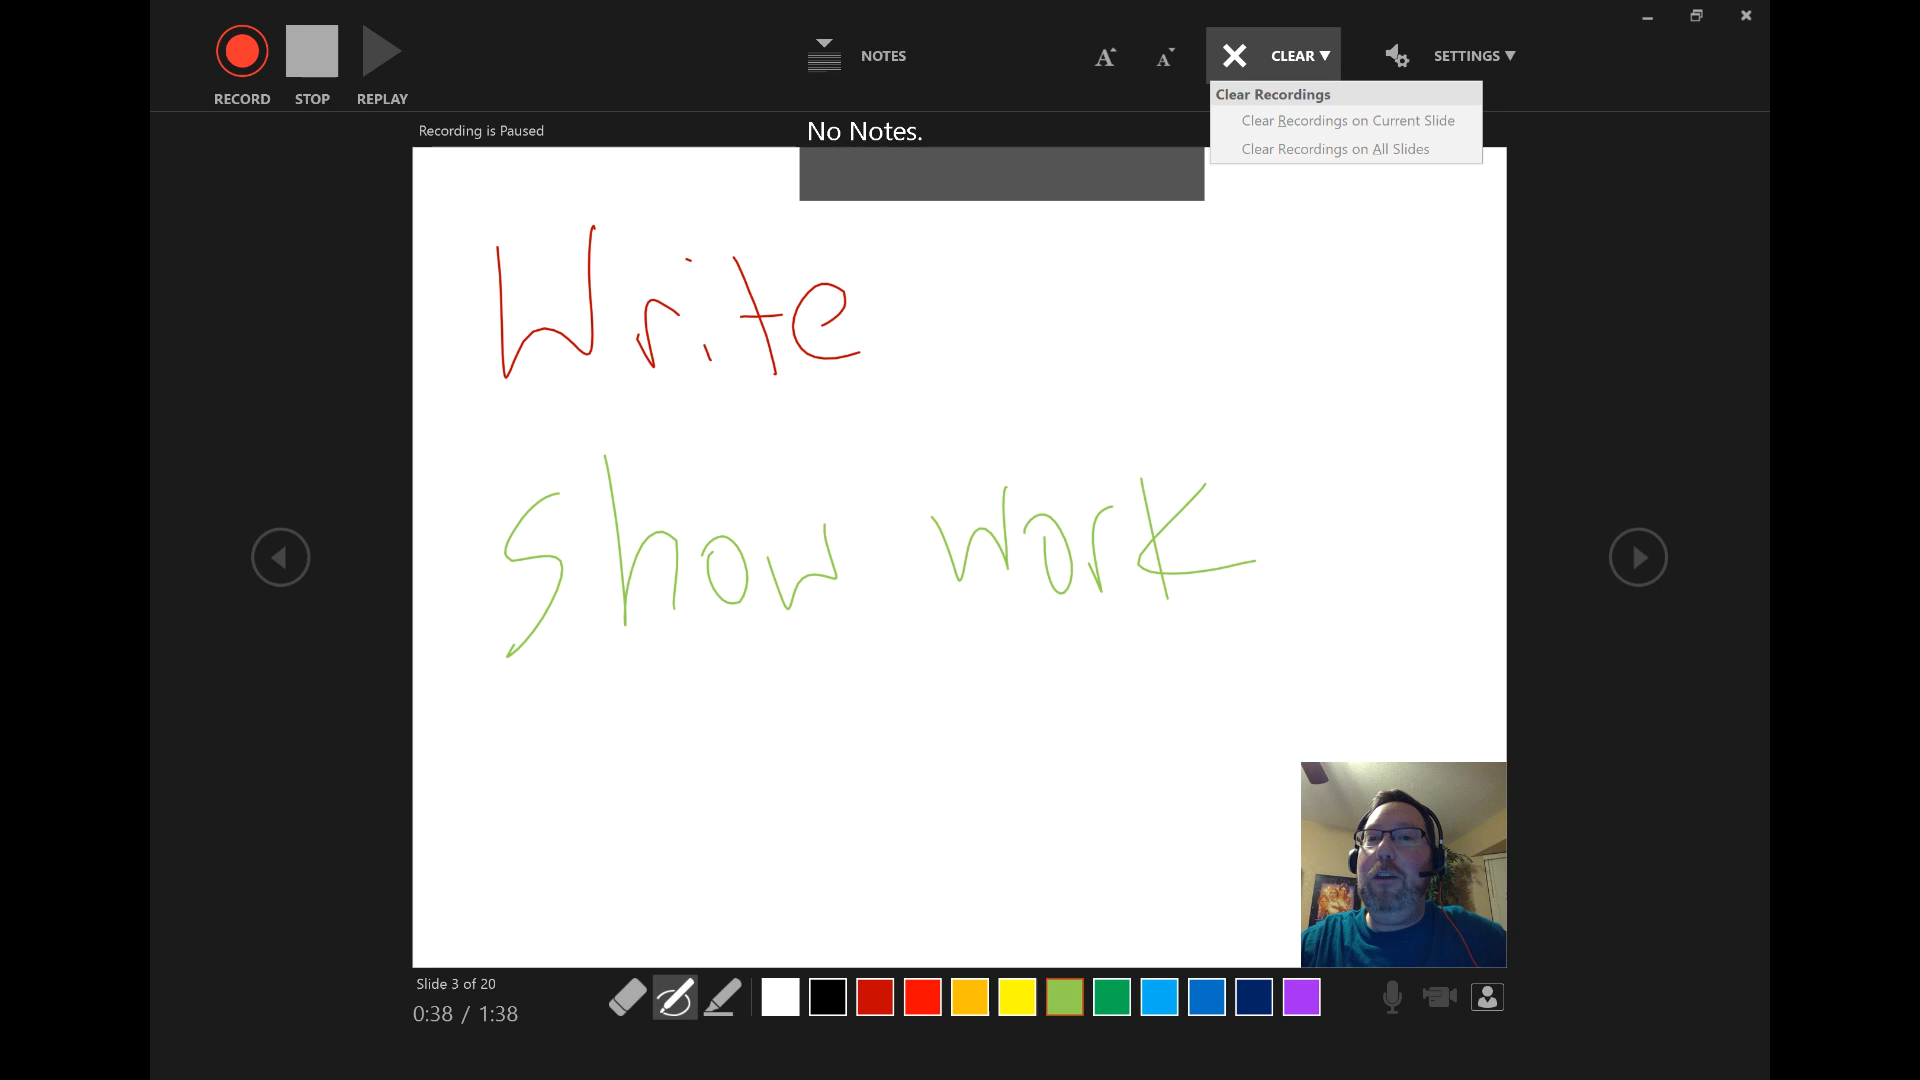 RECORD STOP REPLAY
NOTES
A A
CLEAR SETTINGS
Clear Recordings
Clear Recordings on Current Slide
Clear Recordings on All Slides
Recording is Paused
No Notes.
Write
Show work
Slide 3 of 20
0:38 / 1:38